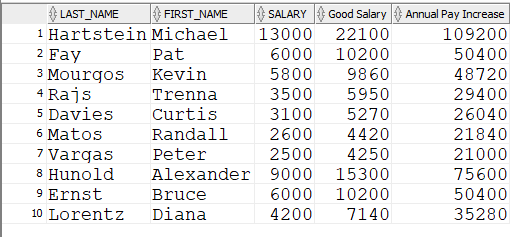 LAST_NAME FIRST_NAME SALARY Good Salary Annual Pay Increase
1 Hartstein Michael 13000 22100 109200
2 Fay Pat 6000 10200 50400
3 Mourgos Kevin 5800 9860 48720
4 Rajs Trenna 3500 5950 29400
5 Davies Curtis 3100 5270 26040
6 Matos Randall 2600 4420 21840
7 Vargas Peter 2500 4250 21000
8 Hunold Alexander 9000 15300 75600
9 Ernst Bruce 6000 10200 50400
10 Lorentz Diana 4200 7140 35280